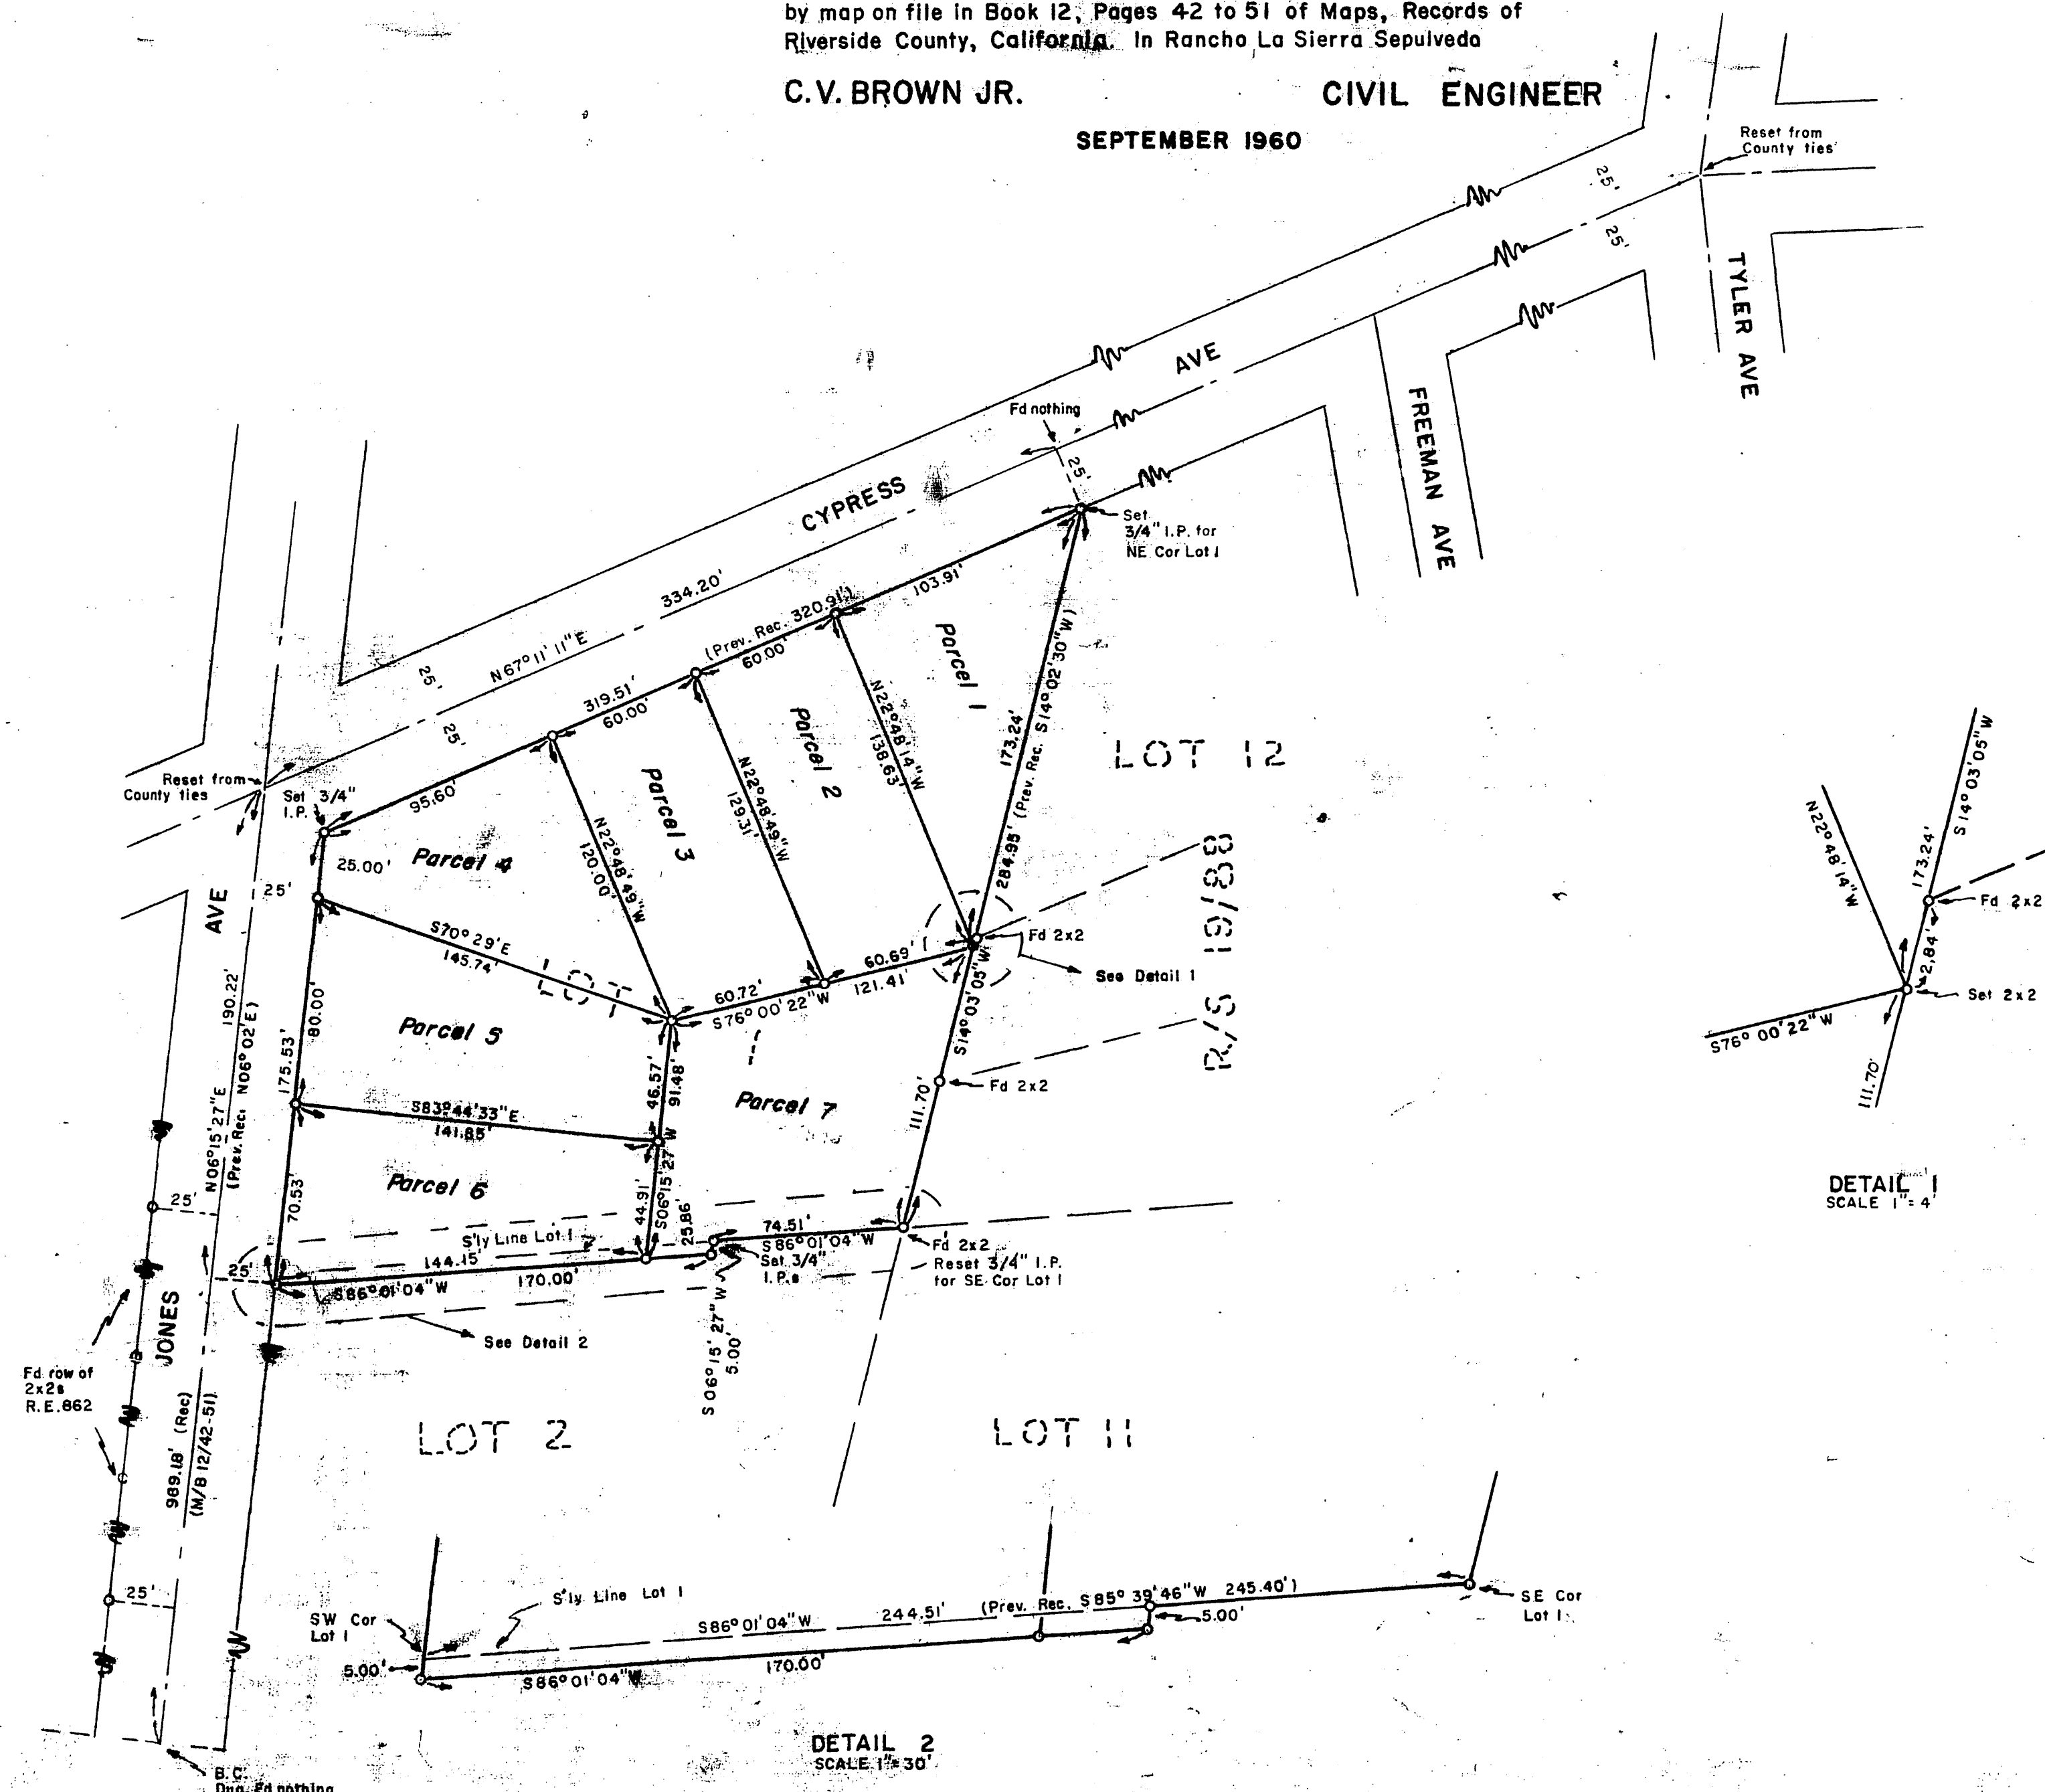 by map on file in Book 12, Pages 42 to 51 of Maps, Records of
Riverside County, California. In Rancho La Sierra Sepulveda
C.V. BROWN JR.
CIVIL ENGINEER
SEPTEMBER 1960
Reset from
County ties
25'
25'
TYLER AVE
AVE
FREEMAN AVE
Fd nothing
25'
CYPRESS
Set
3/4" I.P. for
NE Cor Lot 1
334.20'
N67°11'11"E
25'
25'
(Prev. Rec. 320.91')
103.91'
60.00'
319.51'
60.00'
95.60'
Reset from
County ties
Set 3/4"
I.P.
Parcel 1
Parcel 2
Parcel 3
Parcel 4
N22°48'14"W
138.63'
N22°48'49"W
129.31'
N22°48'49"W
120.00'
173.24'
284.95' (Prev. Rec. S14°02'30"W)
LOT 12
R/S 19/88
25.00'
25'
AVE
S70°29'E
145.74'
LOT
1
60.72'
60.69'
S76°00'22"W
121.41'
Fd 2x2
See Detail 1
S14°03'05"W
Fd 2x2
111.70'
Parcel 5
80.00'
175.53'
190.22'
N06°15'27"E
(Prev. Rec. N06°02'E)
46.57'
91.48'
Parcel 7
S83°44'33"E
141.85'
Parcel 6
70.53'
44.91'
S06°15'27"W
25.86'
25'
25'
S'ly Line Lot 1
144.15'
170.00'
S86°01'04"W
74.51'
S86°01'04"W
Set 3/4"
I.P.s
Fd 2x2
Reset 3/4" I.P.
for SE Cor Lot 1
See Detail 2
S06°15'27"W
5.00'
JONES
Fd row of
2x2s
R.E.862
989.18' (Rec)
(M/B 12/42-51)
LOT 2
LOT 11
25'
N22°48'14"W
173.24'
S14°03'05"W
Fd 2x2
2.84'
Set 2x2
S76°00'22"W
111.70'
DETAIL 1
SCALE 1"=4'
SW Cor
Lot 1
S'ly Line Lot 1
S86°01'04"W
244.51'
(Prev. Rec. S85°39'46"W 245.40')
5.00'
SE Cor
Lot 1
5.00'
S86°01'04"W
170.00'
DETAIL 2
SCALE 1"=30'
B.C.
Dug, Fd nothing